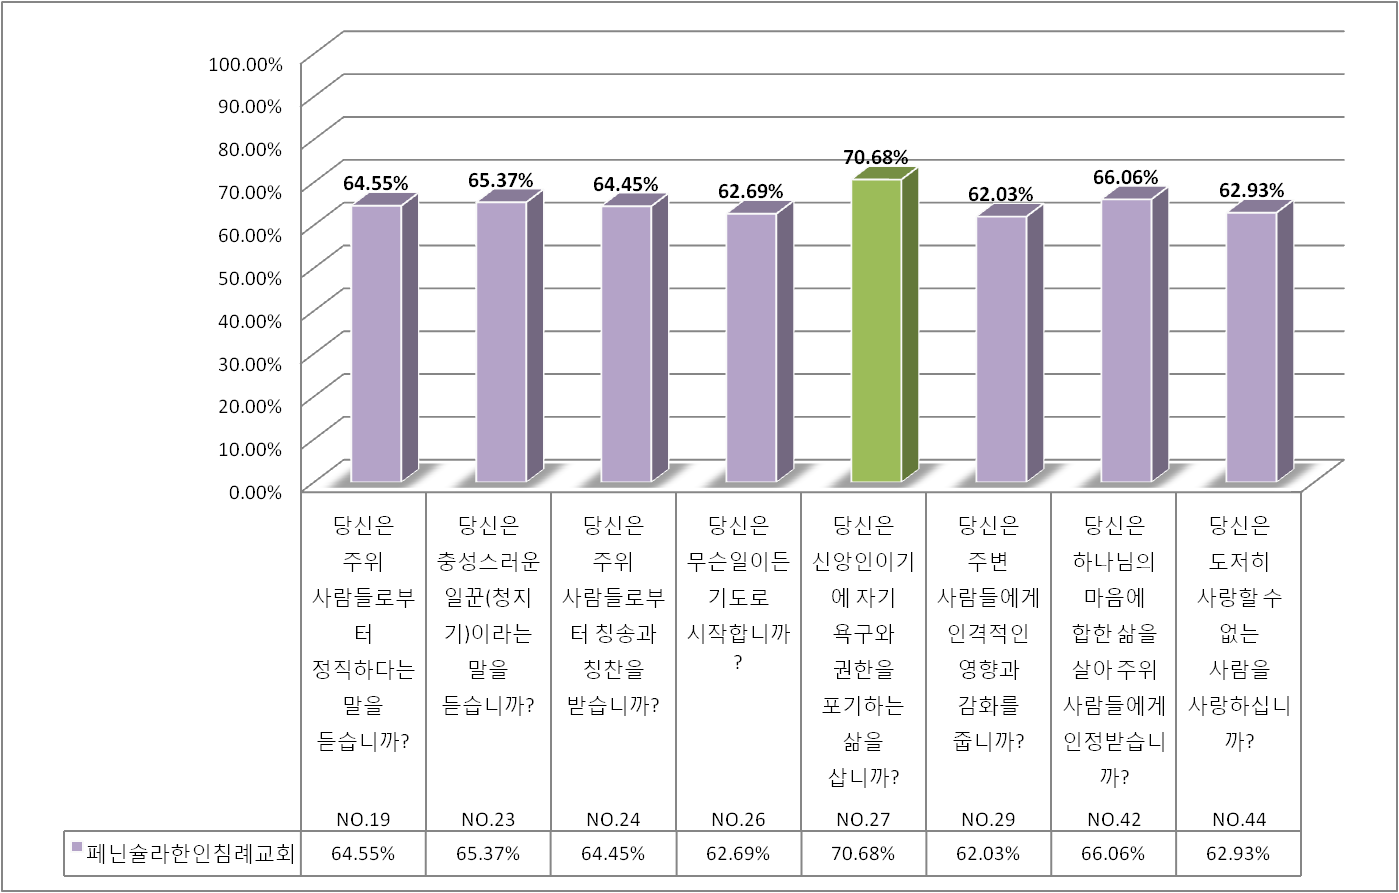 100.00%
90.00%
80.00%
70.00%
60.00%
50.00%
40.00%
30.00%
20.00%
10.00%
0.00%
64.55%
65.37%
64.45%
62.69%
70.68%
62.03%
66.06%
62.93%
당신은
주위
사람들로부
터
정직하다는
말을
듣습니까?
NO.19
당신은
충성스러운
일꾼(청지
기)이라는
말을
듣습니까?
NO.23
당신은
주위
사람들로부
터 칭송과
칭찬을
받습니까?
NO.24
당신은
무슨일이든
기도로
시작합니까
?
NO.26
당신은
신앙인이기
에 자기
욕구와
권한을
포기하는
삶을
삽니까?
NO.27
당신은
주변
사람들에게
인격적인
영향과
감화를
줍니까?
NO.29
당신은
하나님의
마음에
합한 삶을
살아 주위
사람들에게
인정받습니
까?
NO.42
당신은
도저히
사랑할 수
없는
사람을
사랑하십니
까?
NO.44
페닌슐라한인침례교회 64.55% 65.37% 64.45% 62.69% 70.68% 62.03% 66.06% 62.93%